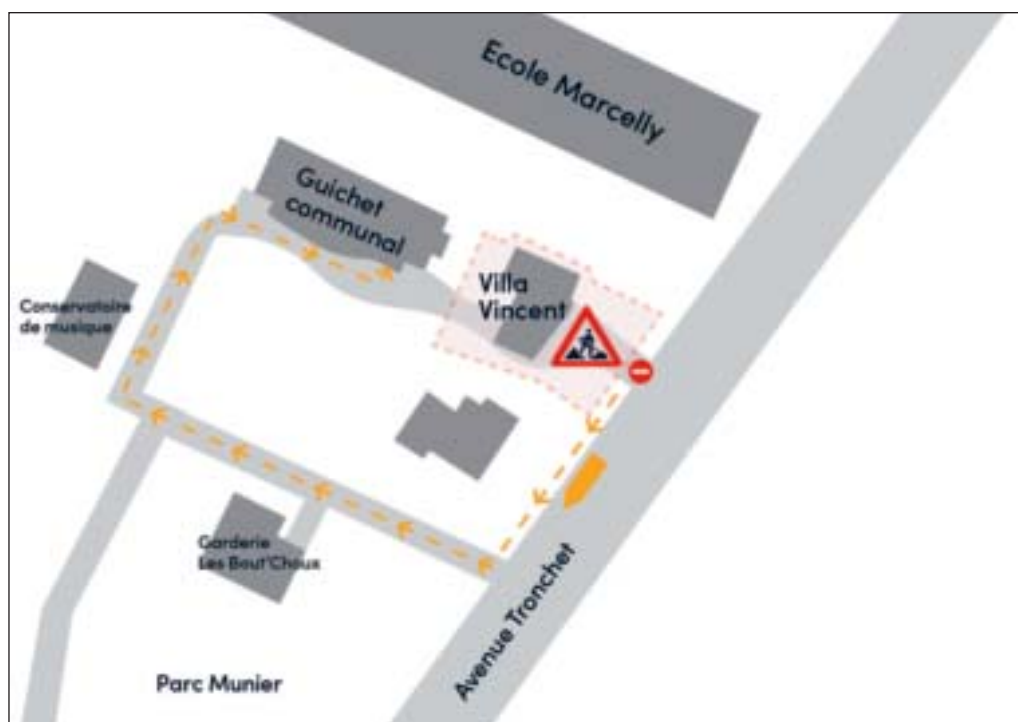 Ecole Marcelly
Guichet
communal
Villa
Vincent
Conservatoire
de musique
Garderie
Les Bout'Choux
Avenue Tronchet
Parc Munier